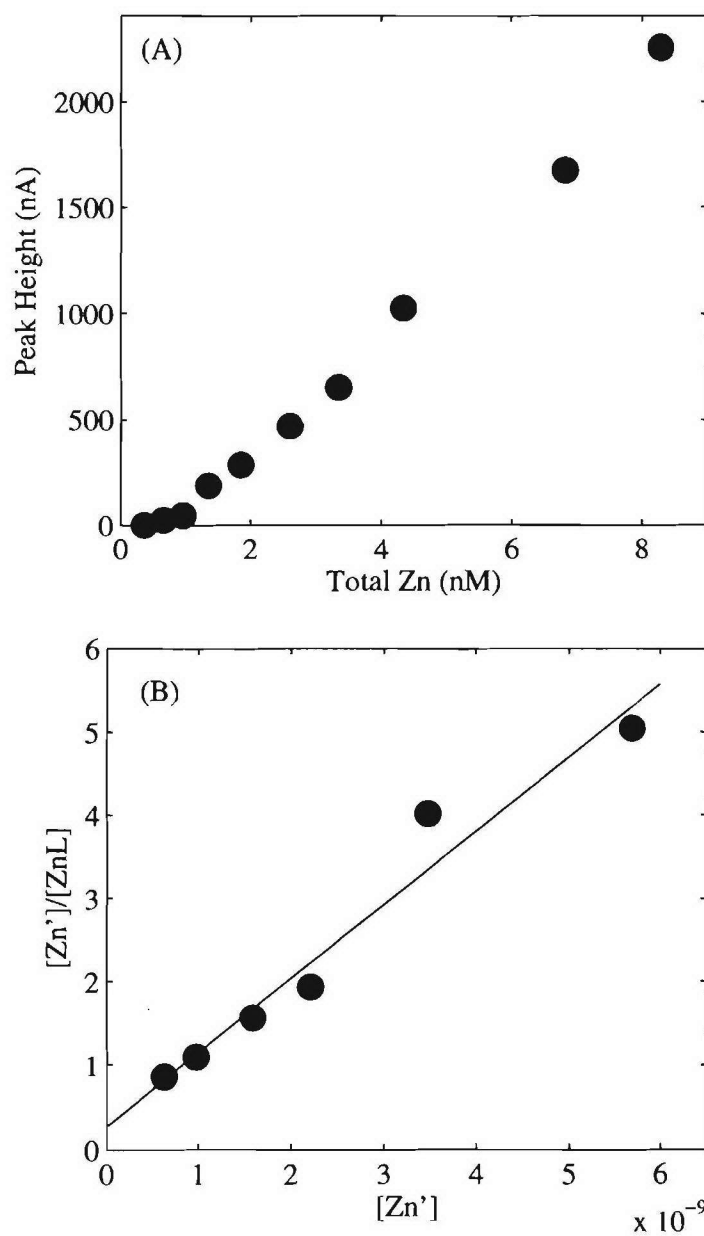 (A)
Peak Height (nA)
2000
1500
1000
500
0
0 2 4 6 8
Total Zn (nM)
(B)
[Zn']/[ZnL]
6
5
4
3
2
1
0
0 1 2 3 4 5 6
[Zn']
x 10⁻⁹